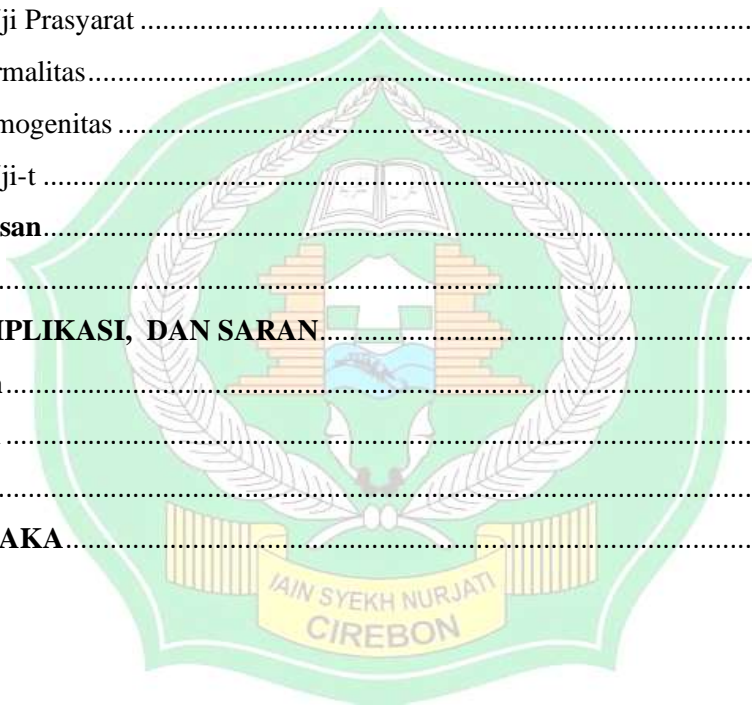 ji Prasyarat ................................................................
rmalitas................................................................
mogenitas ................................................................
ji-t ................................................................
san................................................................
................................................................
IPLIKASI, DAN SARAN................................................................
................................................................
................................................................
................................................................
AKA................................................................
IAIN SYEKH NURJATI
CIREBON